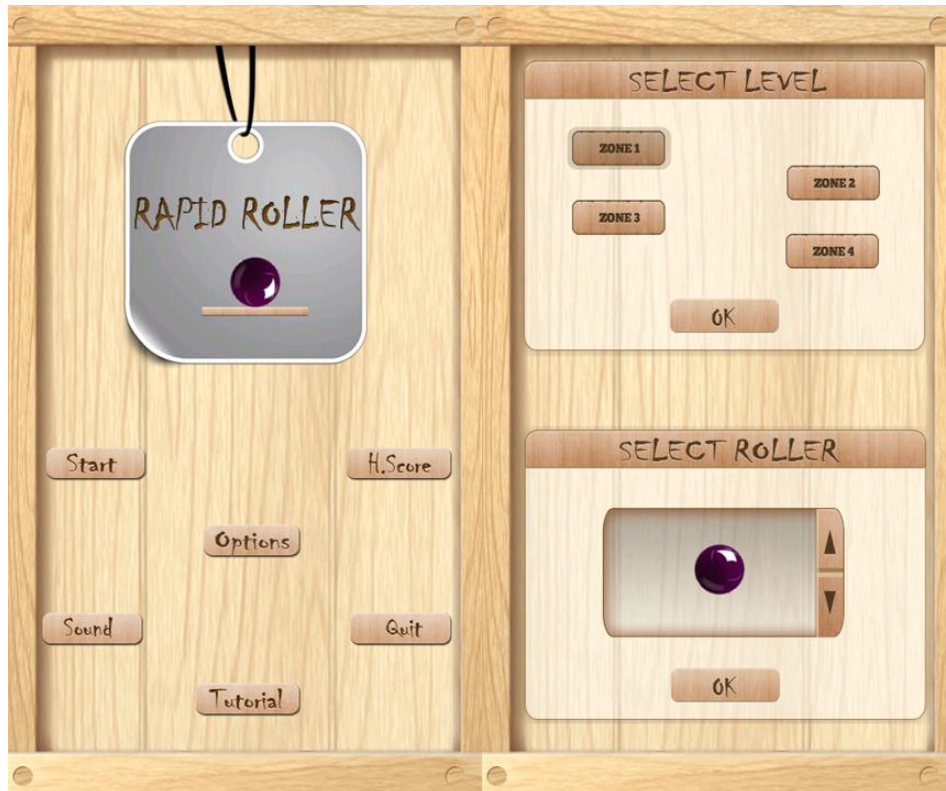 RAPID ROLLER
Start
H.Score
Options
Sound
Quit
Tutorial
SELECT LEVEL
ZONE 1
ZONE 2
ZONE 3
ZONE 4
OK
SELECT ROLLER
OK